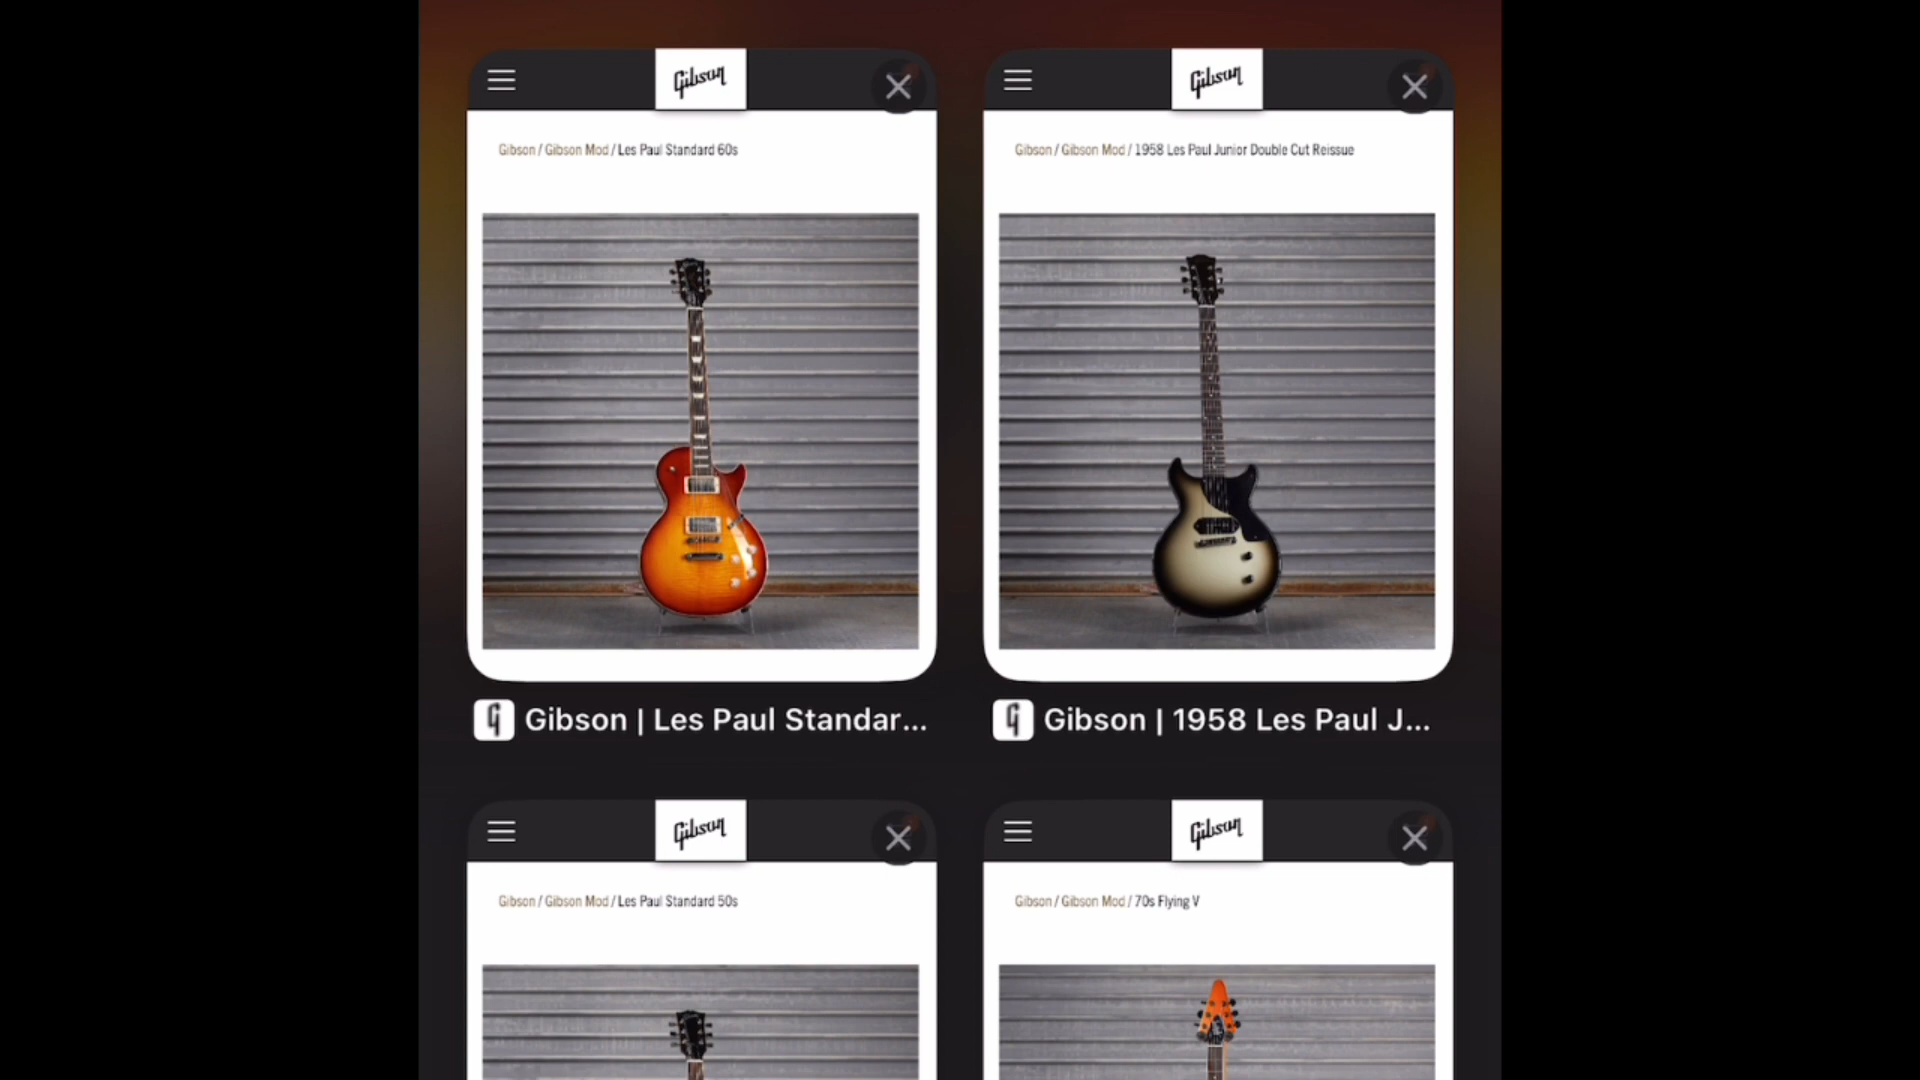 Gibson
Gibson
Gibson / Gibson Mod / Les Paul Standard 60s
Gibson / Gibson Mod / 1958 Les Paul Junior Double Cut Reissue
Gibson | Les Paul Standar...
Gibson | 1958 Les Paul J...
Gibson
Gibson
Gibson / Gibson Mod / Les Paul Standard 50s
Gibson / Gibson Mod / 70s Flying V